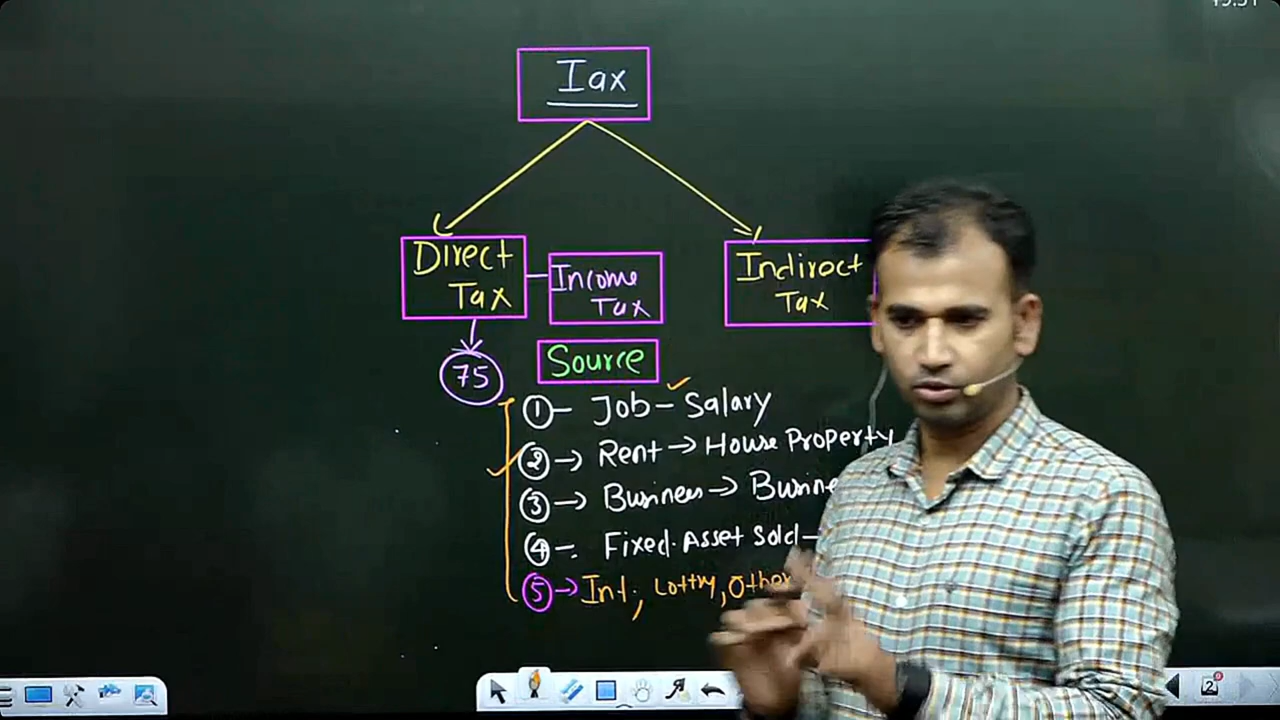 Tax
Direct
Tax
Income
Tax
Indirect
Tax
75
Source
1- Job - Salary
2 → Rent → House Property
3 → Business → Busine
4 - Fixed. Asset Sold -
5 → Int., Lottry, Other
2